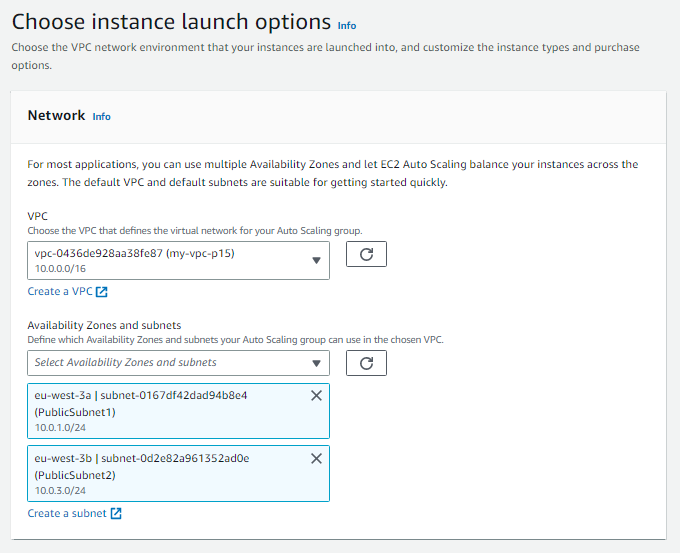 Choose instance launch options Info
Choose the VPC network environment that your instances are launched into, and customize the instance types and purchase
options.
Network Info
For most applications, you can use multiple Availability Zones and let EC2 Auto Scaling balance your instances across the
zones. The default VPC and default subnets are suitable for getting started quickly.
VPC
Choose the VPC that defines the virtual network for your Auto Scaling group.
vpc-0436de928aa38fe87 (my-vpc-p15)
10.0.0.0/16
Create a VPC
Availability Zones and subnets
Define which Availability Zones and subnets your Auto Scaling group can use in the chosen VPC.
Select Availability Zones and subnets
eu-west-3a | subnet-0167df42dad94b8e4
(PublicSubnet1)
10.0.1.0/24
eu-west-3b | subnet-0d2e82a961352ad0e
(PublicSubnet2)
10.0.3.0/24
Create a subnet